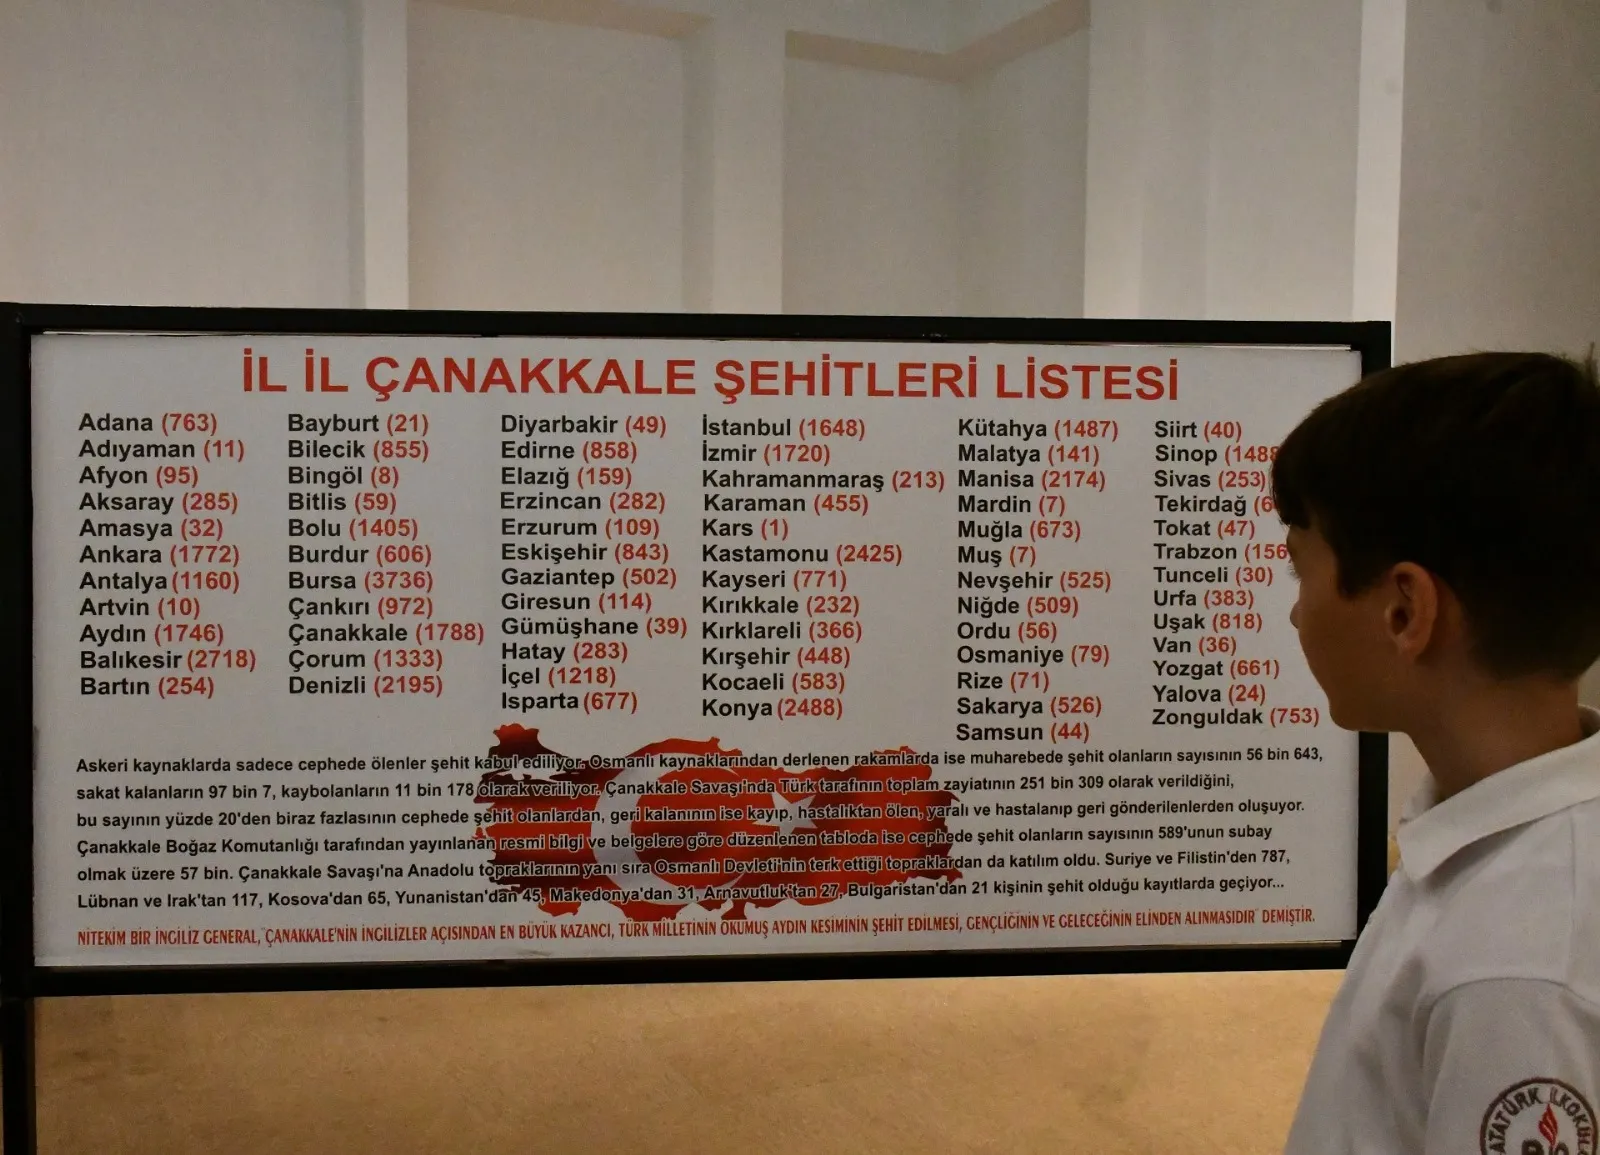 İL İL ÇANAKKALE ŞEHİTLERİ LİSTESİ
Adana (763)
Adıyaman (11)
Afyon (95)
Aksaray (285)
Amasya (32)
Ankara (1772)
Antalya (1160)
Artvin (10)
Aydın (1746)
Balıkesir (2718)
Bartın (254)
Bayburt (21)
Bilecik (855)
Bingöl (8)
Bitlis (59)
Bolu (1405)
Burdur (606)
Bursa (3736)
Çankırı (972)
Çanakkale (1788)
Çorum (1333)
Denizli (2195)
Diyarbakir (49)
Edirne (858)
Elazığ (159)
Erzincan (282)
Erzurum (109)
Eskişehir (843)
Gaziantep (502)
Giresun (114)
Gümüşhane (39)
Hatay (283)
İçel (1218)
Isparta (677)
İstanbul (1648)
İzmir (1720)
Kahramanmaraş (213)
Karaman (455)
Kars (1)
Kastamonu (2425)
Kayseri (771)
Kırıkkale (232)
Kırklareli (366)
Kırşehir (448)
Kocaeli (583)
Konya (2488)
Kütahya (1487)
Malatya (141)
Manisa (2174)
Mardin (7)
Muğla (673)
Muş (7)
Nevşehir (525)
Niğde (509)
Ordu (56)
Osmaniye (79)
Rize (71)
Sakarya (526)
Samsun (44)
Siirt (40)
Sinop (1488
Sivas (253)
Tekirdağ (6
Tokat (47)
Trabzon (156
Tunceli (30)
Urfa (383)
Uşak (818)
Van (36)
Yozgat (661)
Yalova (24)
Zonguldak (753)
Askeri kaynaklarda sadece cephede ölenler şehit kabul ediliyor. Osmanlı kaynaklarından derlenen rakamlarda ise muharebede şehit olanların sayısının 56 bin 643,
sakat kalanların 97 bin 7, kaybolanların 11 bin 178 olarak veriliyor. Çanakkale Savaşı'nda Türk tarafının toplam zayiatının 251 bin 309 olarak verildiğini,
bu sayının yüzde 20'den biraz fazlasının cephede şehit olanlardan, geri kalanının ise kayıp, hastalıktan ölen, yaralı ve hastalanıp geri gönderilenlerden oluşuyor.
Çanakkale Boğaz Komutanlığı tarafından yayınlanan resmi bilgi ve belgelere göre düzenlenen tabloda ise cephede şehit olanların sayısının 589'unun subay
olmak üzere 57 bin. Çanakkale Savaşı'na Anadolu topraklarının yanı sıra Osmanlı Devleti'nin terk ettiği topraklardan da katılım oldu. Suriye ve Filistin'den 787,
Lübnan ve Irak'tan 117, Kosova'dan 65, Yunanistan'dan 45, Makedonya'dan 31, Arnavutluk'tan 27, Bulgaristan'dan 21 kişinin şehit olduğu kayıtlarda geçiyor...
NİTEKİM BİR İNGİLİZ GENERAL, "ÇANAKKALE'NİN İNGİLİZLER AÇISINDAN EN BÜYÜK KAZANCI, TÜRK MİLLETİNİN OKUMUŞ AYDIN KESİMİNİN ŞEHİT EDİLMESİ, GENÇLİĞİNİN VE GELECEĞİNİN ELİNDEN ALINMASIDIR" DEMİŞTİR.
ATATÜRK İLKOKUL